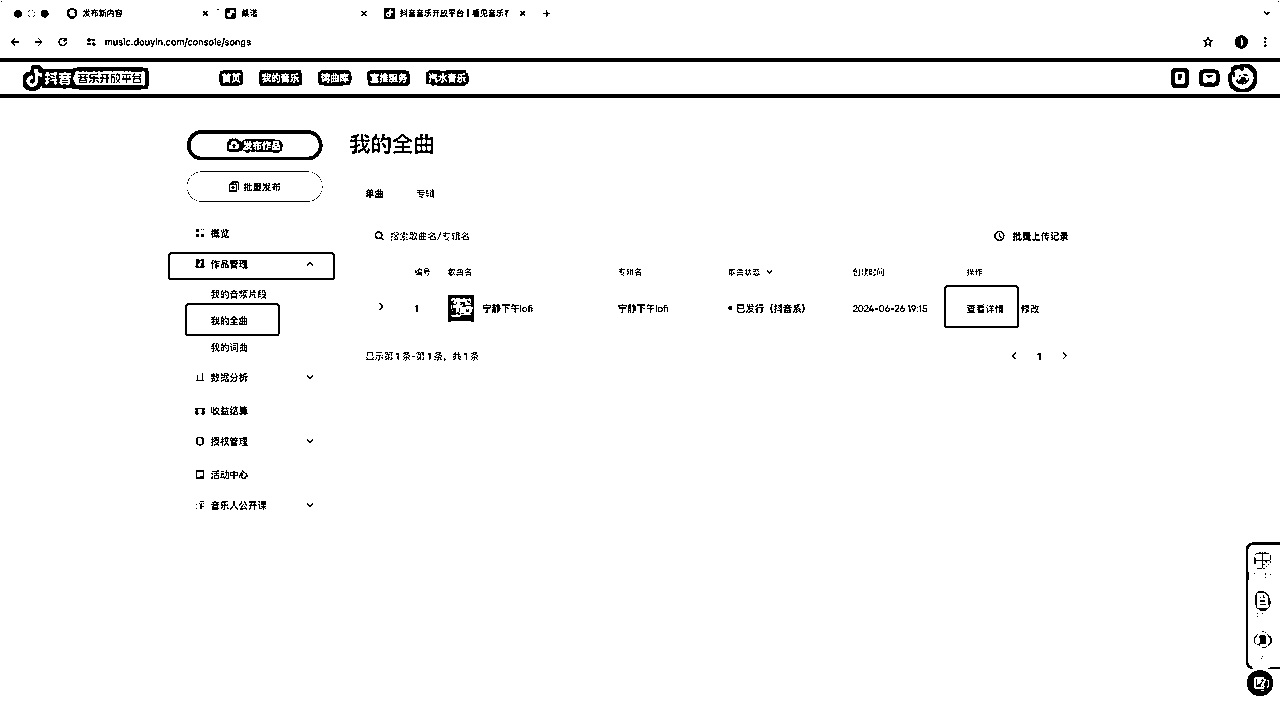 发布新内容
桑诺
抖音音乐开放平台 | 看见音乐
music.douyin.com/console/songs
抖音 音乐开放平台
首页 我的音乐 词曲库 宣推服务 汽水音乐
发布作品
批量发布
概览
作品管理
我的音频片段
我的全曲
我的词曲
数据分析
收益结算
授权管理
活动中心
音乐人公开课
我的全曲
单曲 专辑
搜索歌曲名/专辑名
批量上传记录
编号 歌曲名 专辑名 歌曲状态 创建时间 操作
1 宁静下午lofi 宁静下午lofi 已发行（抖音系） 2024-06-26 19:15 查看详情 修改
显示第 1 条-第 1 条，共 1 条
1